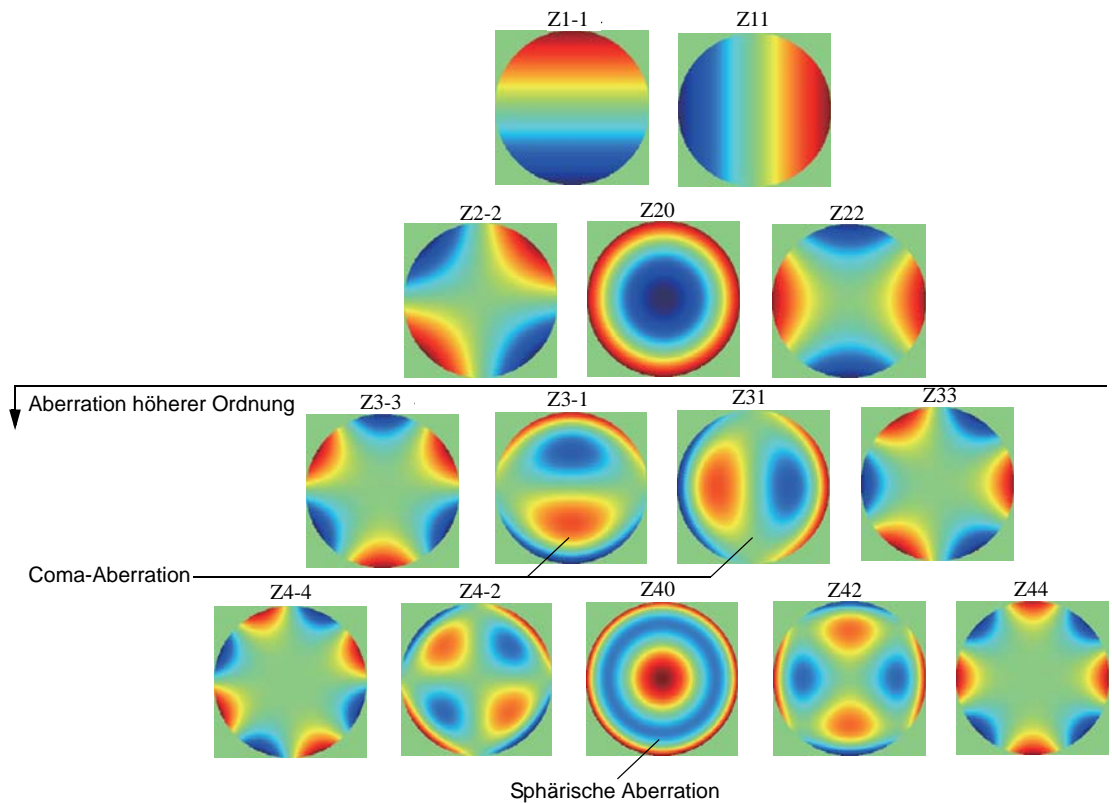 Z1-1 Z11
Z2-2 Z20 Z22
Aberration höherer Ordnung
Z3-3 Z3-1 Z31 Z33
Coma-Aberration
Z4-4 Z4-2 Z40 Z42 Z44
Sphärische Aberration